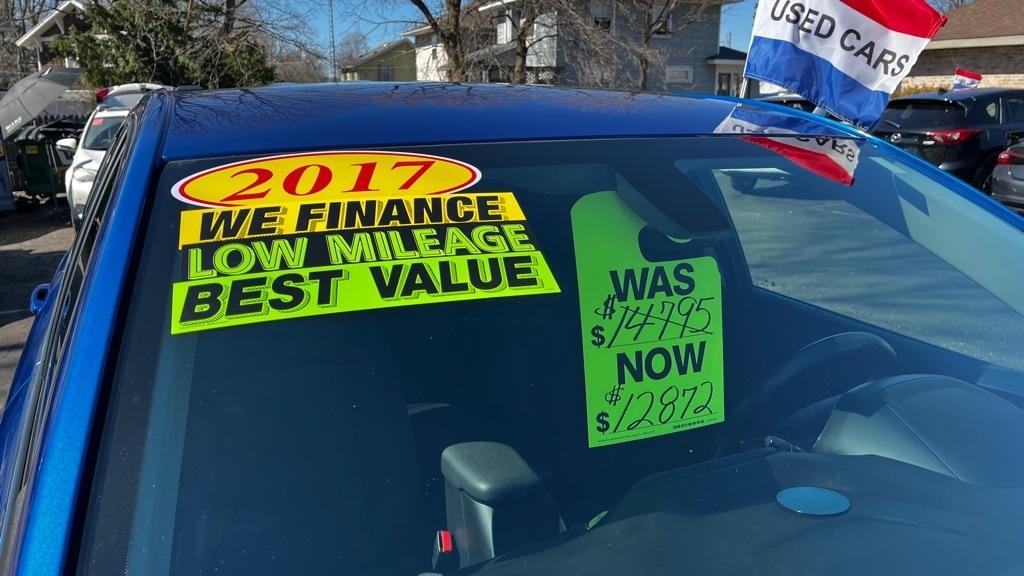 USED CARS
2017
WE FINANCE
LOW MILEAGE
BEST VALUE
WAS
$ #14795
NOW
$ #12872